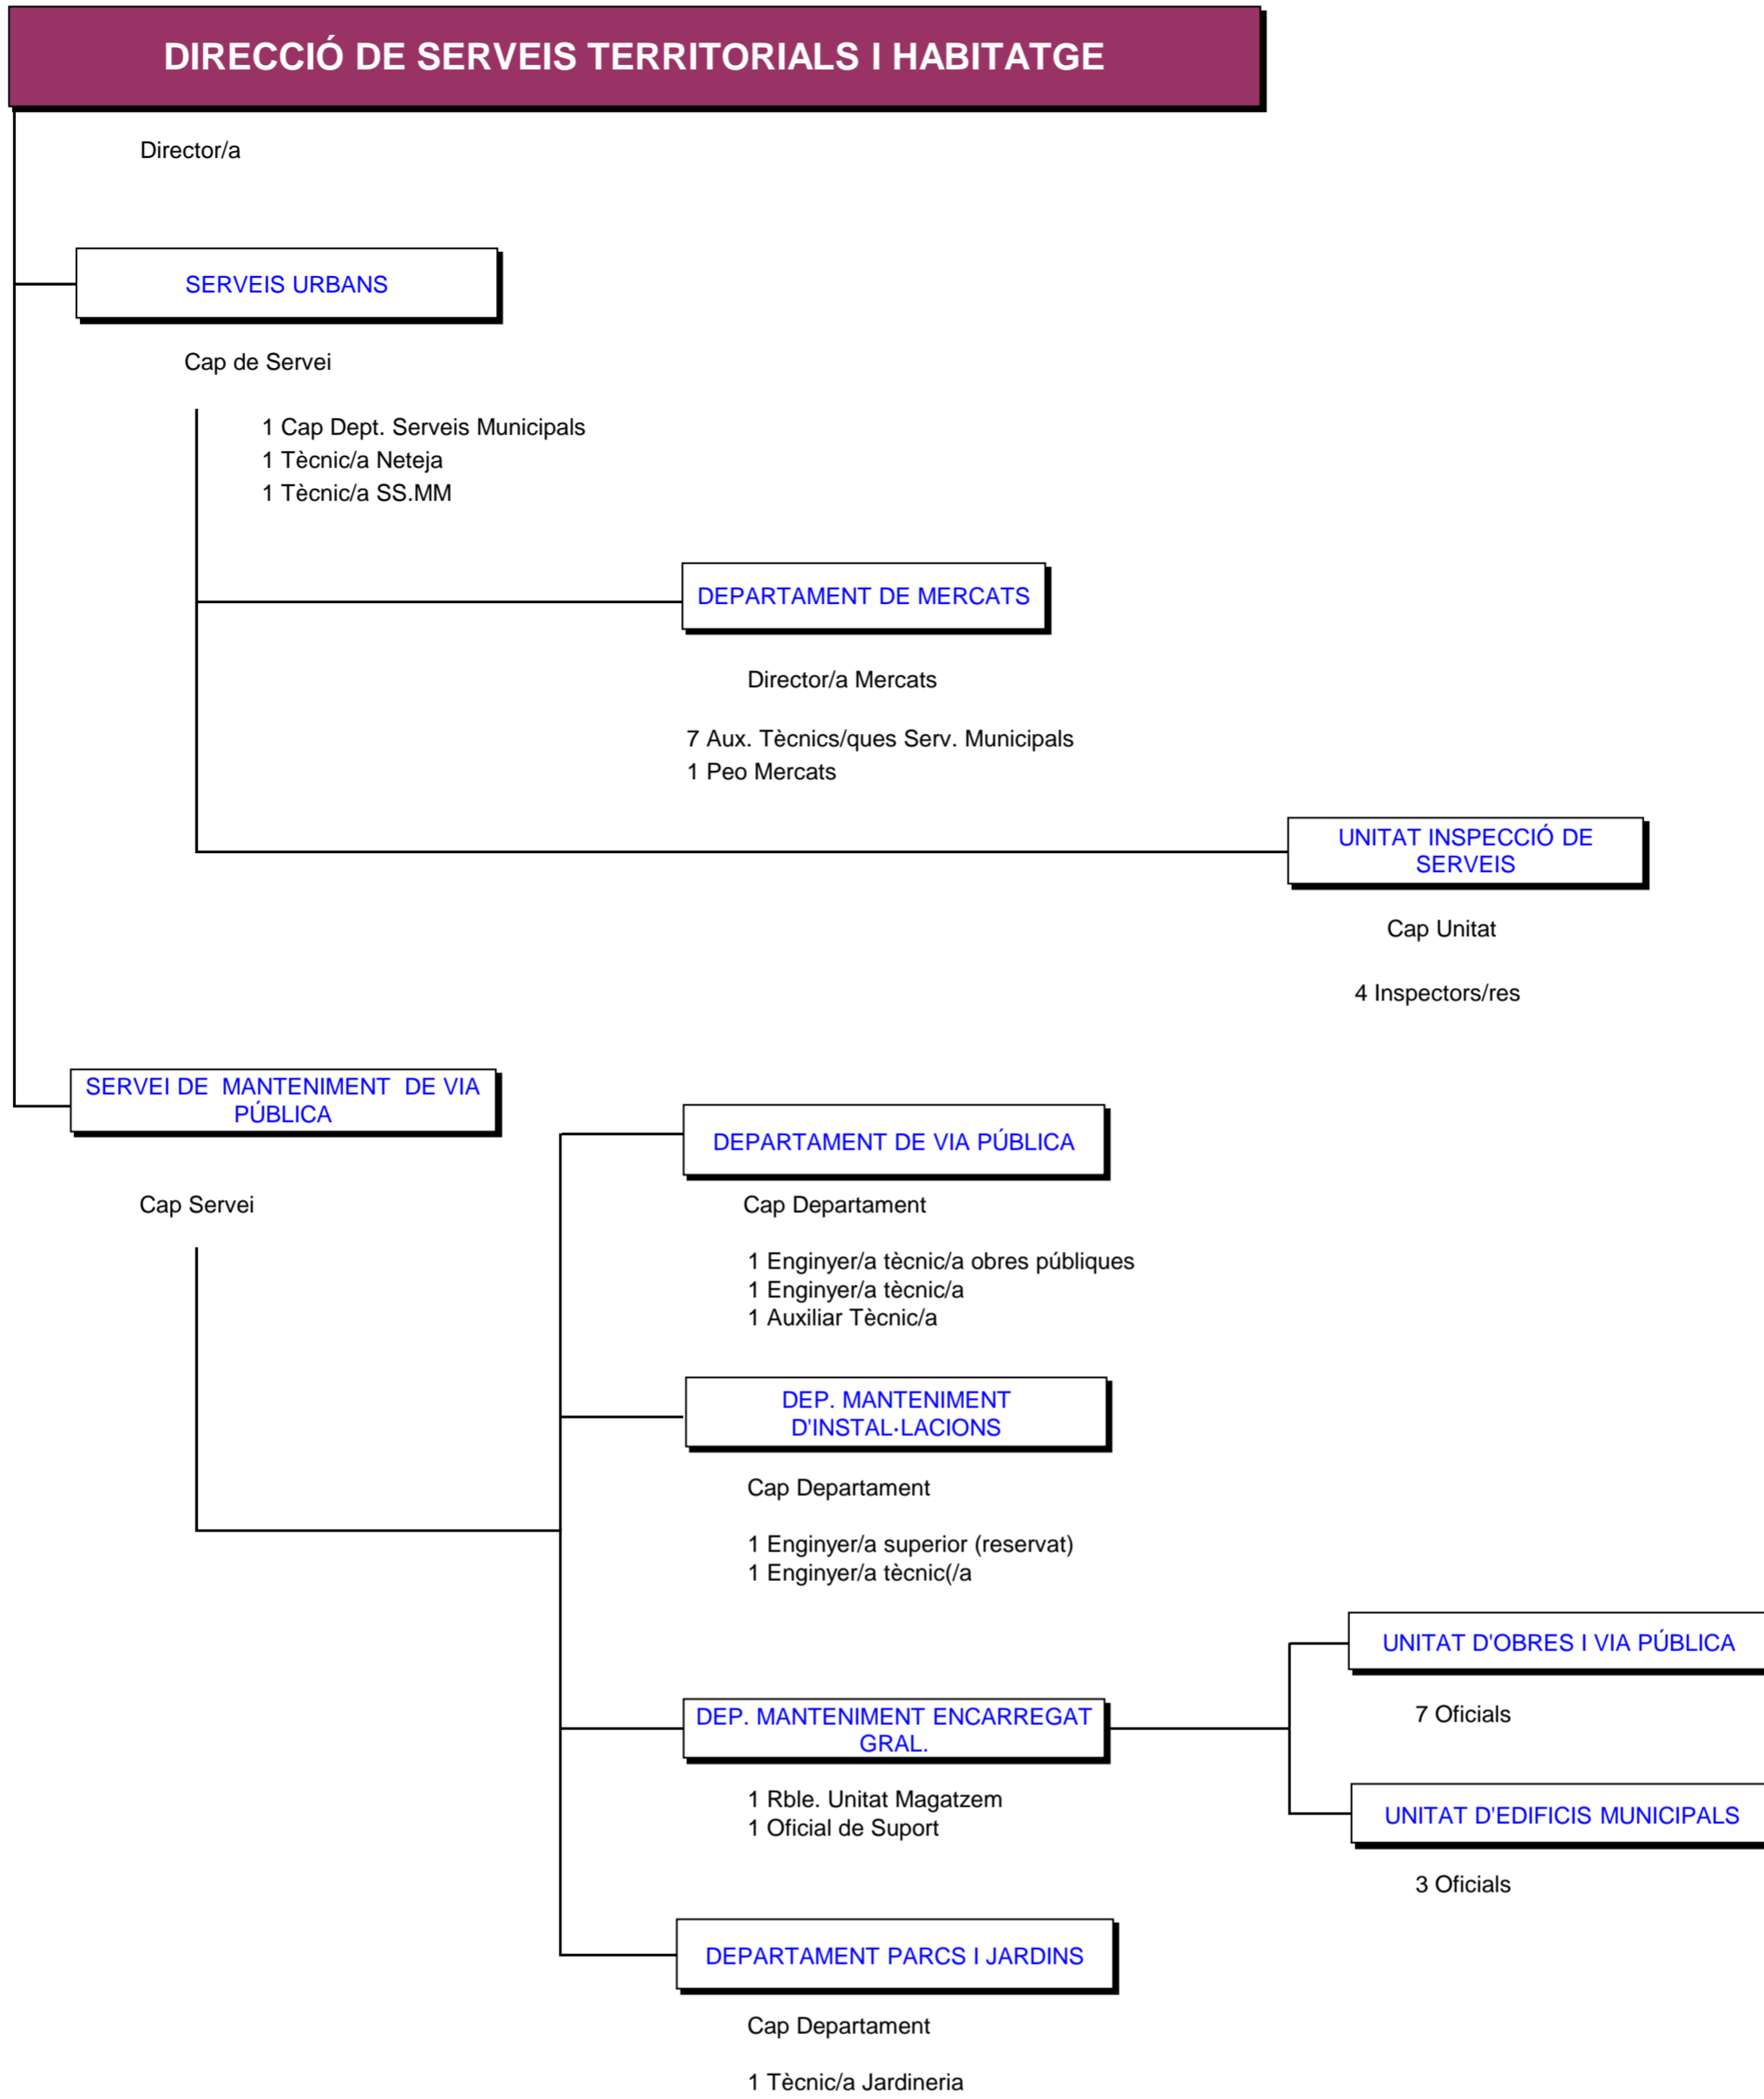 DIRECCIÓ DE SERVEIS TERRITORIALS I HABITATGE
Director/a
SERVEIS URBANS
Cap de Servei
1 Cap Dept. Serveis Municipals
1 Tècnic/a Neteja
1 Tècnic/a SS.MM
DEPARTAMENT DE MERCATS
Director/a Mercats
7 Aux. Tècnics/ques Serv. Municipals
1 Peo Mercats
UNITAT INSPECCIÓ DE
SERVEIS
Cap Unitat
4 Inspectors/res
SERVEI DE MANTENIMENT DE VIA
PÚBLICA
Cap Servei
DEPARTAMENT DE VIA PÚBLICA
Cap Departament
1 Enginyer/a tècnic/a obres públiques
1 Enginyer/a tècnic/a
1 Auxiliar Tècnic/a
DEP. MANTENIMENT
D'INSTAL·LACIONS
Cap Departament
1 Enginyer/a superior (reservat)
1 Enginyer/a tècnic(/a
DEP. MANTENIMENT ENCARREGAT
GRAL.
1 Rble. Unitat Magatzem
1 Oficial de Suport
UNITAT D'OBRES I VIA PÚBLICA
7 Oficials
UNITAT D'EDIFICIS MUNICIPALS
3 Oficials
DEPARTAMENT PARCS I JARDINS
Cap Departament
1 Tècnic/a Jardineria